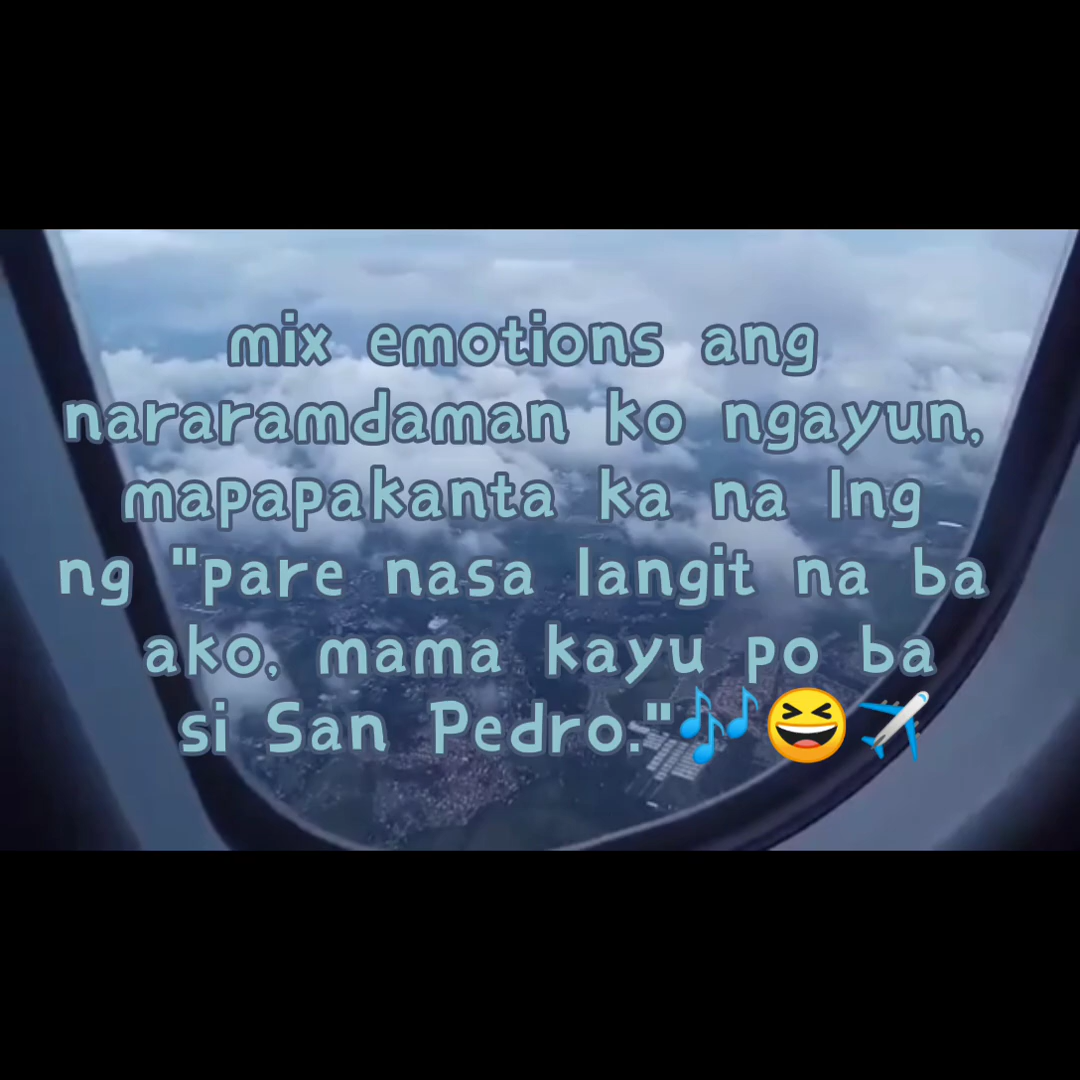 mix emotions ang
nararamdaman ko ngayun,
mapapakanta ka na lng
ng "pare nasa langit na ba
ako, mama kayu po ba
si San Pedro."🎶😆✈️